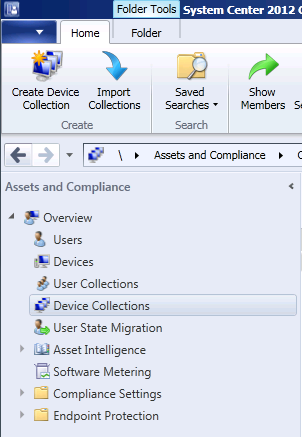 Folder Tools System Center 2012
Home Folder
Create Device Collection
Import Collections
Saved Searches
Show Members
Create Search
\ Assets and Compliance
Assets and Compliance
Overview
Users
Devices
User Collections
Device Collections
User State Migration
Asset Intelligence
Software Metering
Compliance Settings
Endpoint Protection